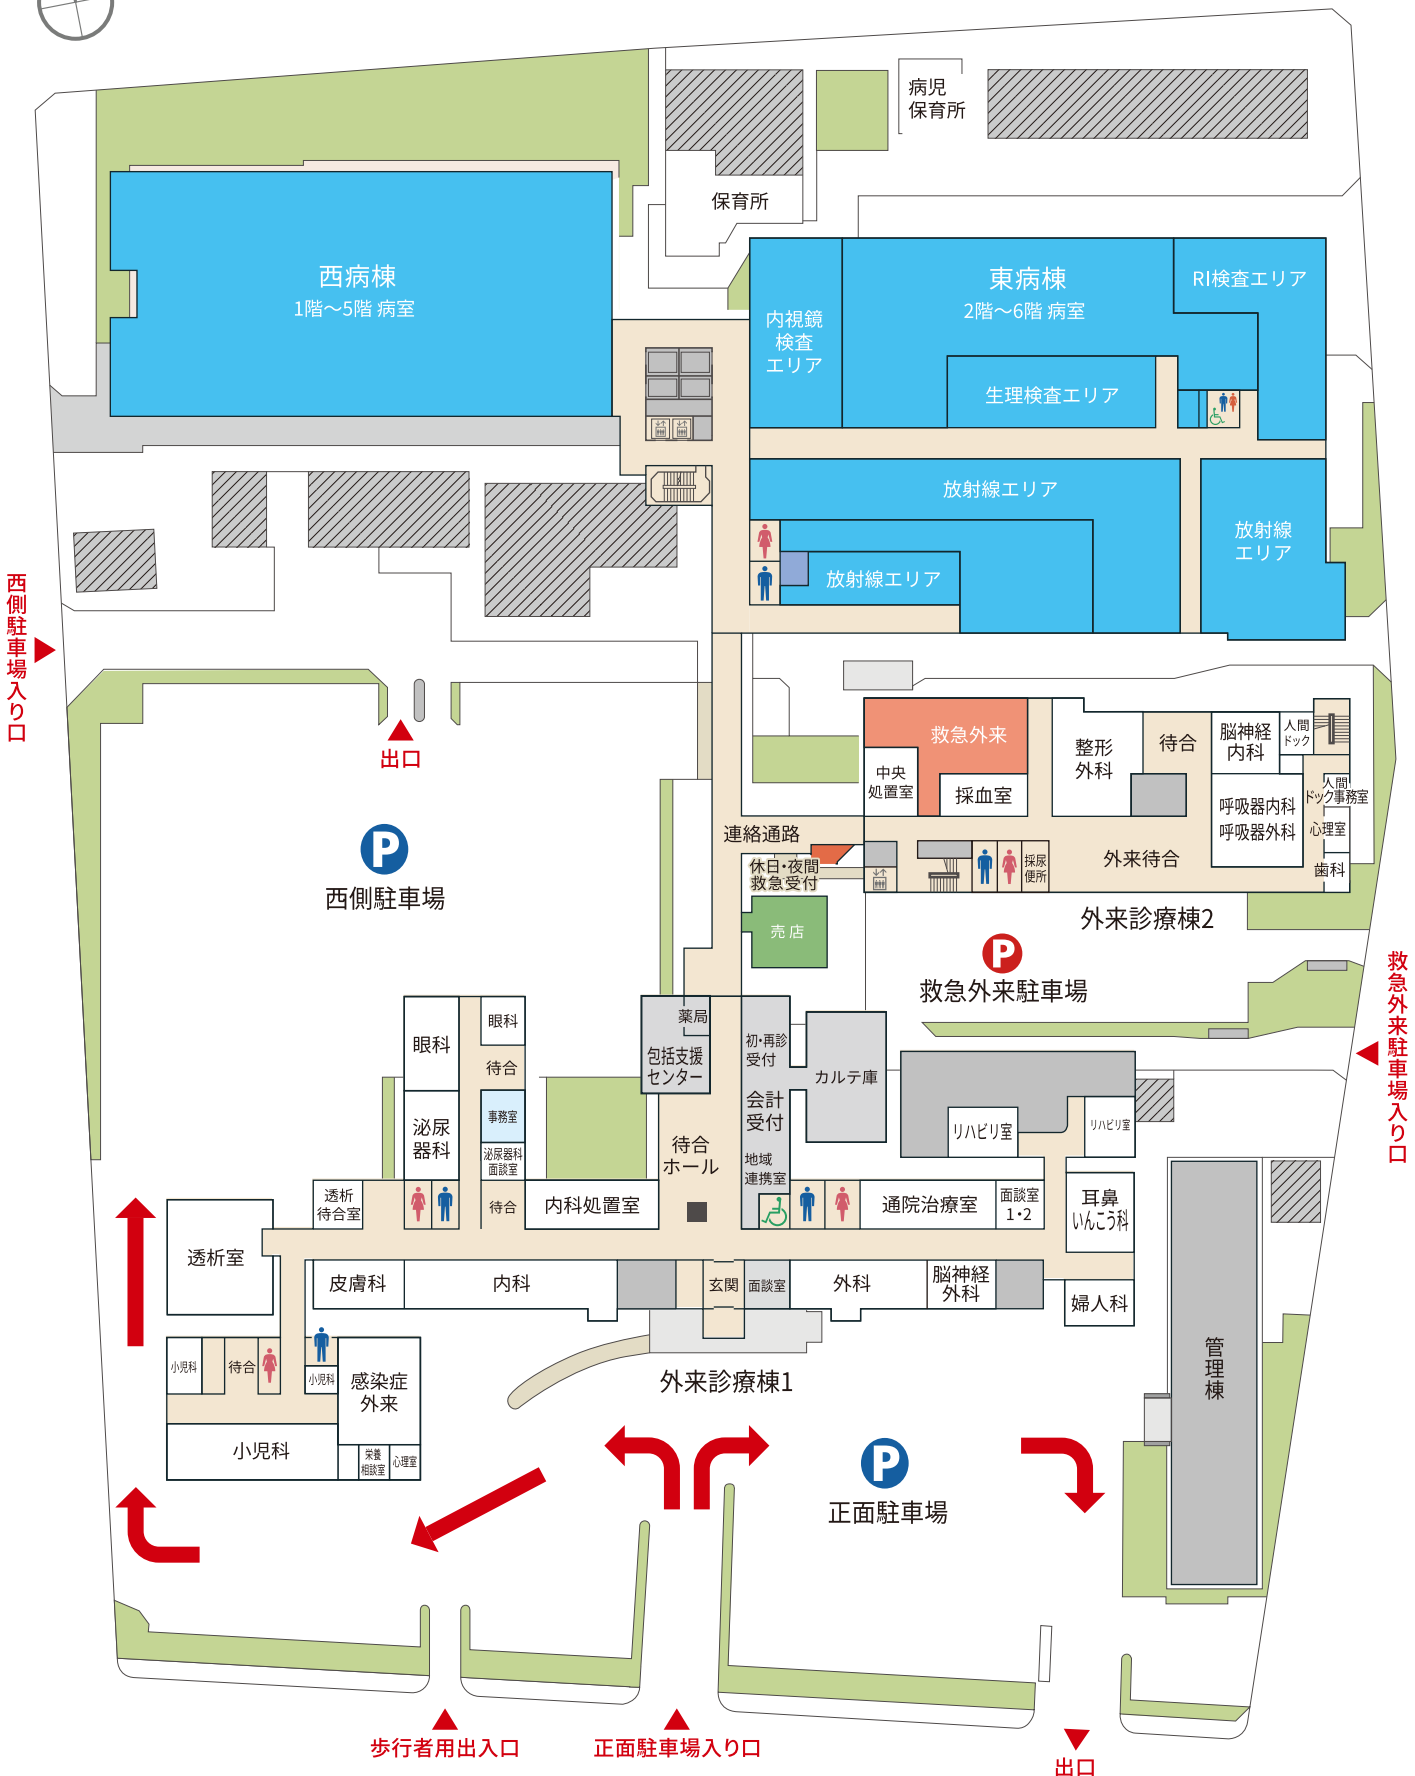 病児
保育所
保育所
西病棟
1階〜5階 病室
東病棟
2階〜6階 病室
RI検査エリア
内視鏡
検査
エリア
生理検査エリア
放射線エリア
放射線
エリア
放射線エリア
西側駐車場入り口
出口
救急外来
中央
処置室
採血室
整形
外科
待合
脳神経
内科
人間
ドック
人間
ドック事務室
呼吸器内科
呼吸器外科
心理室
歯科
連絡通路
外来待合
採尿
便所
休日・夜間
救急受付
P
西側駐車場
外来診療棟2
売店
P
救急外来駐車場
救急外来駐車場入り口
眼科
眼科
待合
薬局
包括支援
センター
初・再診
受付
カルテ庫
会計
受付
事務室
泌尿
器科
泌尿器科
面談室
待合
ホール
地域
連携室
リハビリ室
リハビリ室
透析
待合室
待合
内科処置室
通院治療室
面談室
1・2
耳鼻
いんこう科
透析室
皮膚科
内科
玄関
面談室
外科
脳神経
外科
婦人科
小児科
待合
小児科
感染症
外来
外来診療棟1
管理棟
小児科
栄養
相談室
心理室
P
正面駐車場
歩行者用出入口
正面駐車場入り口
出口